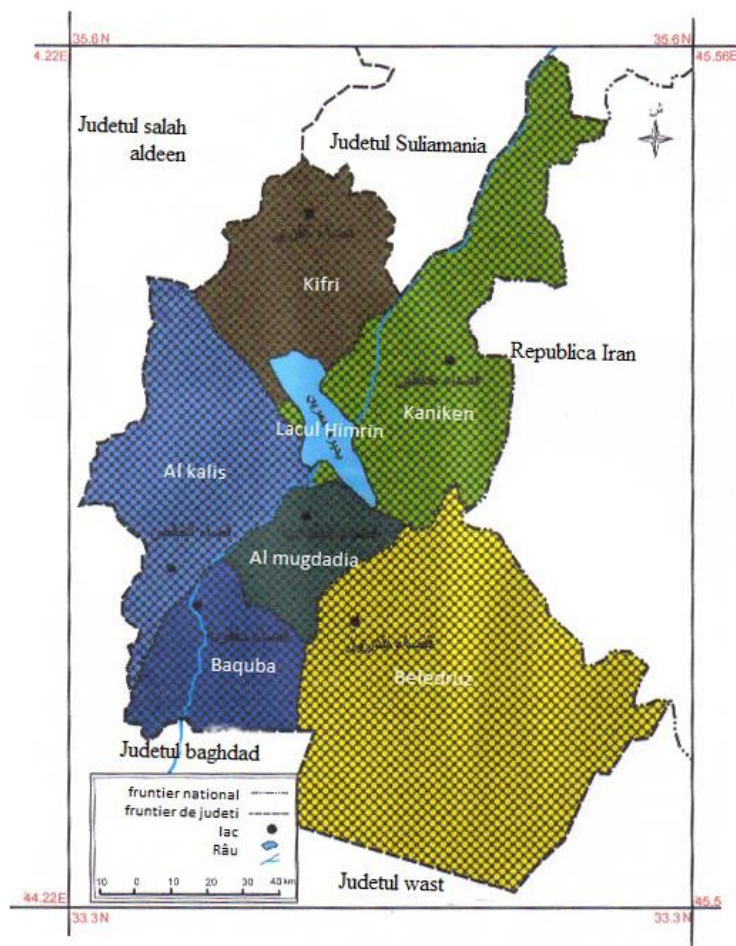 35.6N
35.6N
4.22E
45.56E
Judetul salah
aldeen
Judetul Suliamania
ش
Kifri
Republica Iran
Kaniken
Lacul Himrin
Al kalis
Al mugdadia
Baquba
Beledruz
Judetul baghdad
fruntier national
fruntier de judeti
lac
Râu
10 0 10 20 30 40 km
Judetul wast
44.22E
45.5
33.3N
33.3N